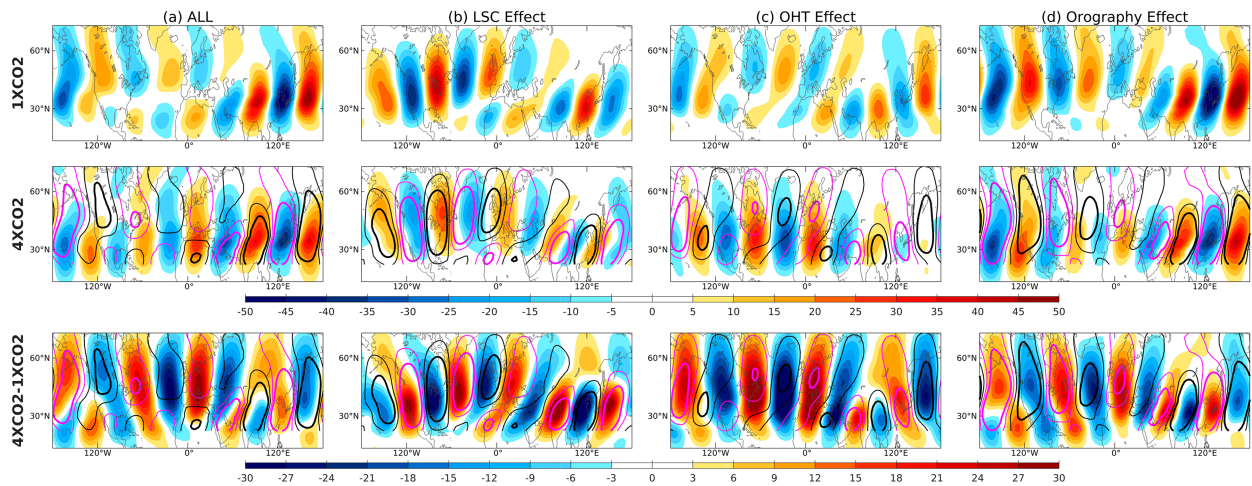 (a) ALL (b) LSC Effect (c) OHT Effect (d) Orography Effect
1XCO2
60°N 60°N 60°N 60°N
30°N 30°N 30°N 30°N
120°W 0° 120°E 120°W 0° 120°E 120°W 0° 120°E 120°W 0° 120°E
4XCO2
60°N 60°N 60°N 60°N
30°N 30°N 30°N 30°N
120°W 0° 120°E 120°W 0° 120°E 120°W 0° 120°E 120°W 0° 120°E
-50 -45 -40 -35 -30 -25 -20 -15 -10 -5 0 5 10 15 20 25 30 35 40 45 50
4XCO2-1XCO2
60°N 60°N 60°N 60°N
30°N 30°N 30°N 30°N
120°W 0° 120°E 120°W 0° 120°E 120°W 0° 120°E 120°W 0° 120°E
-30 -27 -24 -21 -18 -15 -12 -9 -6 -3 0 3 6 9 12 15 18 21 24 27 30